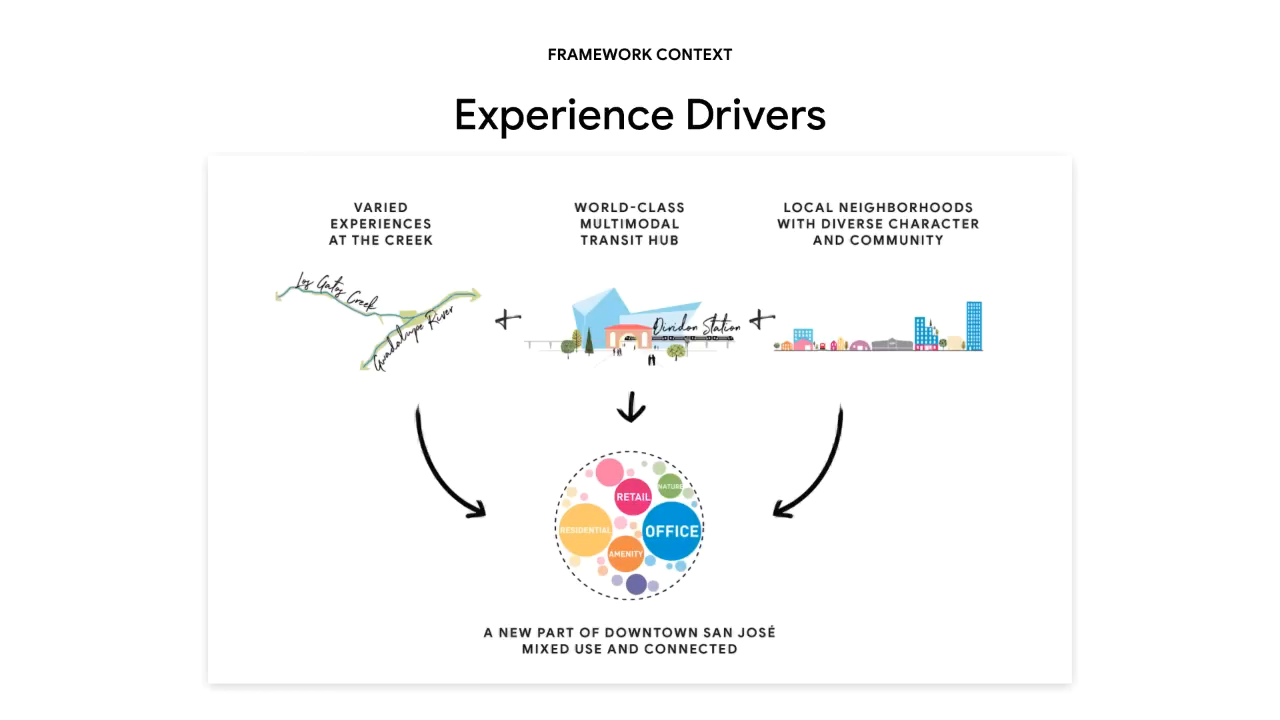 FRAMEWORK CONTEXT
Experience Drivers
VARIED
EXPERIENCES
AT THE CREEK
WORLD-CLASS
MULTIMODAL
TRANSIT HUB
LOCAL NEIGHBORHOODS
WITH DIVERSE CHARACTER
AND COMMUNITY
Los Gatos Creek
Guadalupe River
+
Diridon Station
+
RETAIL
NATURE
RESIDENTIAL
OFFICE
AMENITY
A NEW PART OF DOWNTOWN SAN JOSÉ
MIXED USE AND CONNECTED